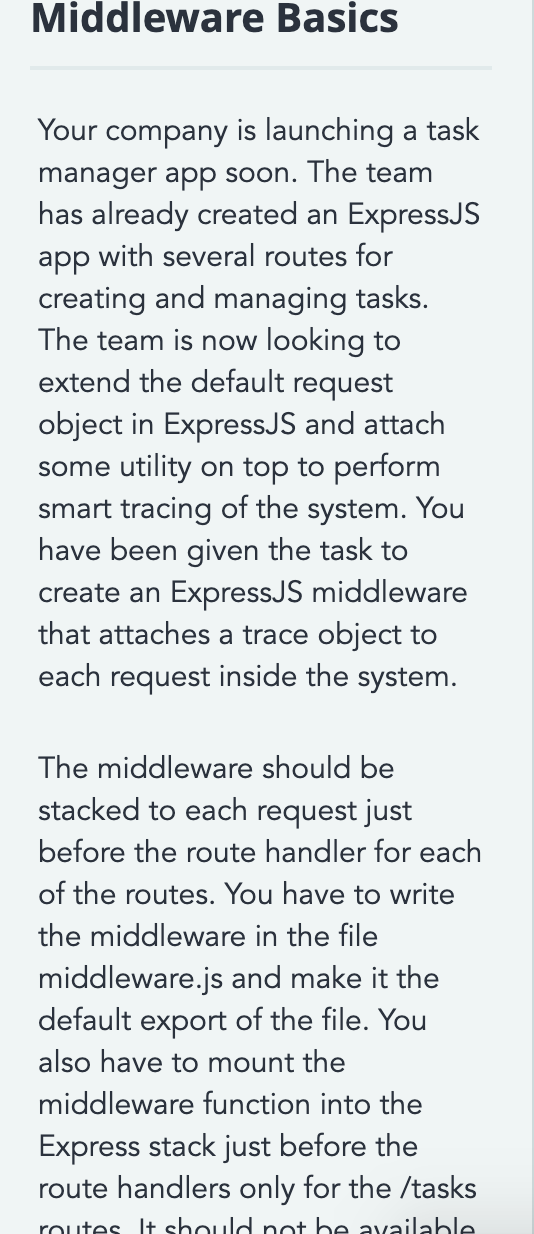 Middleware Basics
Your company is launching a task
manager app soon. The team
has already created an ExpressJS
app with several routes for
creating and managing tasks.
The team is now looking to
extend the default request
object in ExpressJS and attach
some utility on top to perform
smart tracing of the system. You
have been given the task to
create an ExpressJS middleware
that attaches a trace object to
each request inside the system.
The middleware should be
stacked to each request just
before the route handler for each
of the routes. You have to write
the middleware in the file
middleware.js and make it the
default export of the file. You
also have to mount the
middleware function into the
Express stack just before the
route handlers only for the /tasks
routes. It should not be available